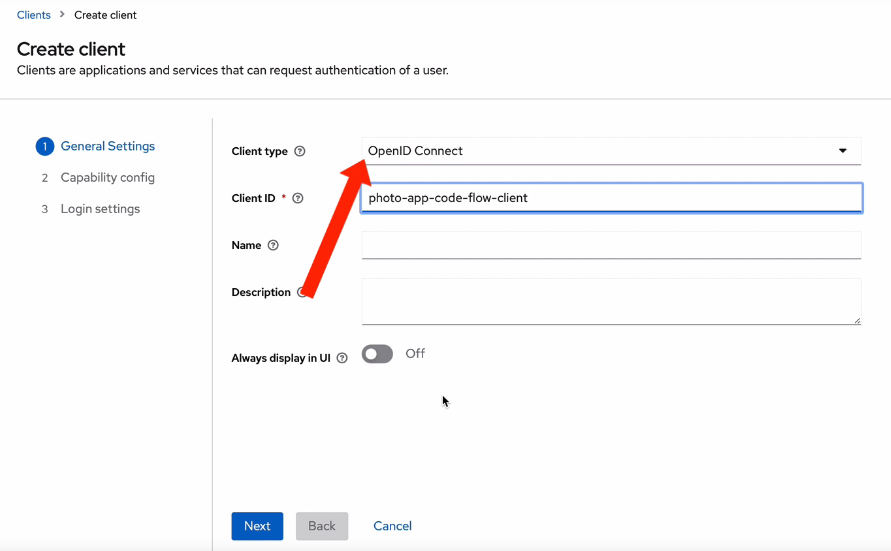 Clients > Create client
Create client
Clients are applications and services that can request authentication of a user.
1 General Settings
2 Capability config
3 Login settings
Client type ? OpenID Connect
Client ID * ? photo-app-code-flow-client
Name ?
Description
Always display in UI ? Off
Next Back Cancel